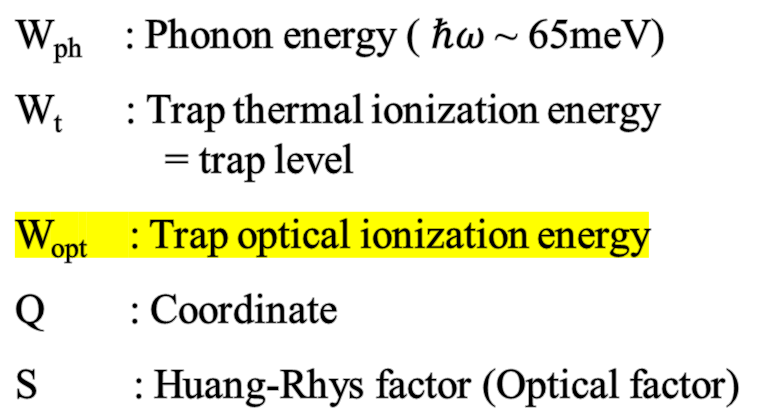 Wph : Phonon energy ( ℏω ~ 65meV)
Wt : Trap thermal ionization energy
= trap level
Wopt : Trap optical ionization energy
Q : Coordinate
S : Huang-Rhys factor (Optical factor)